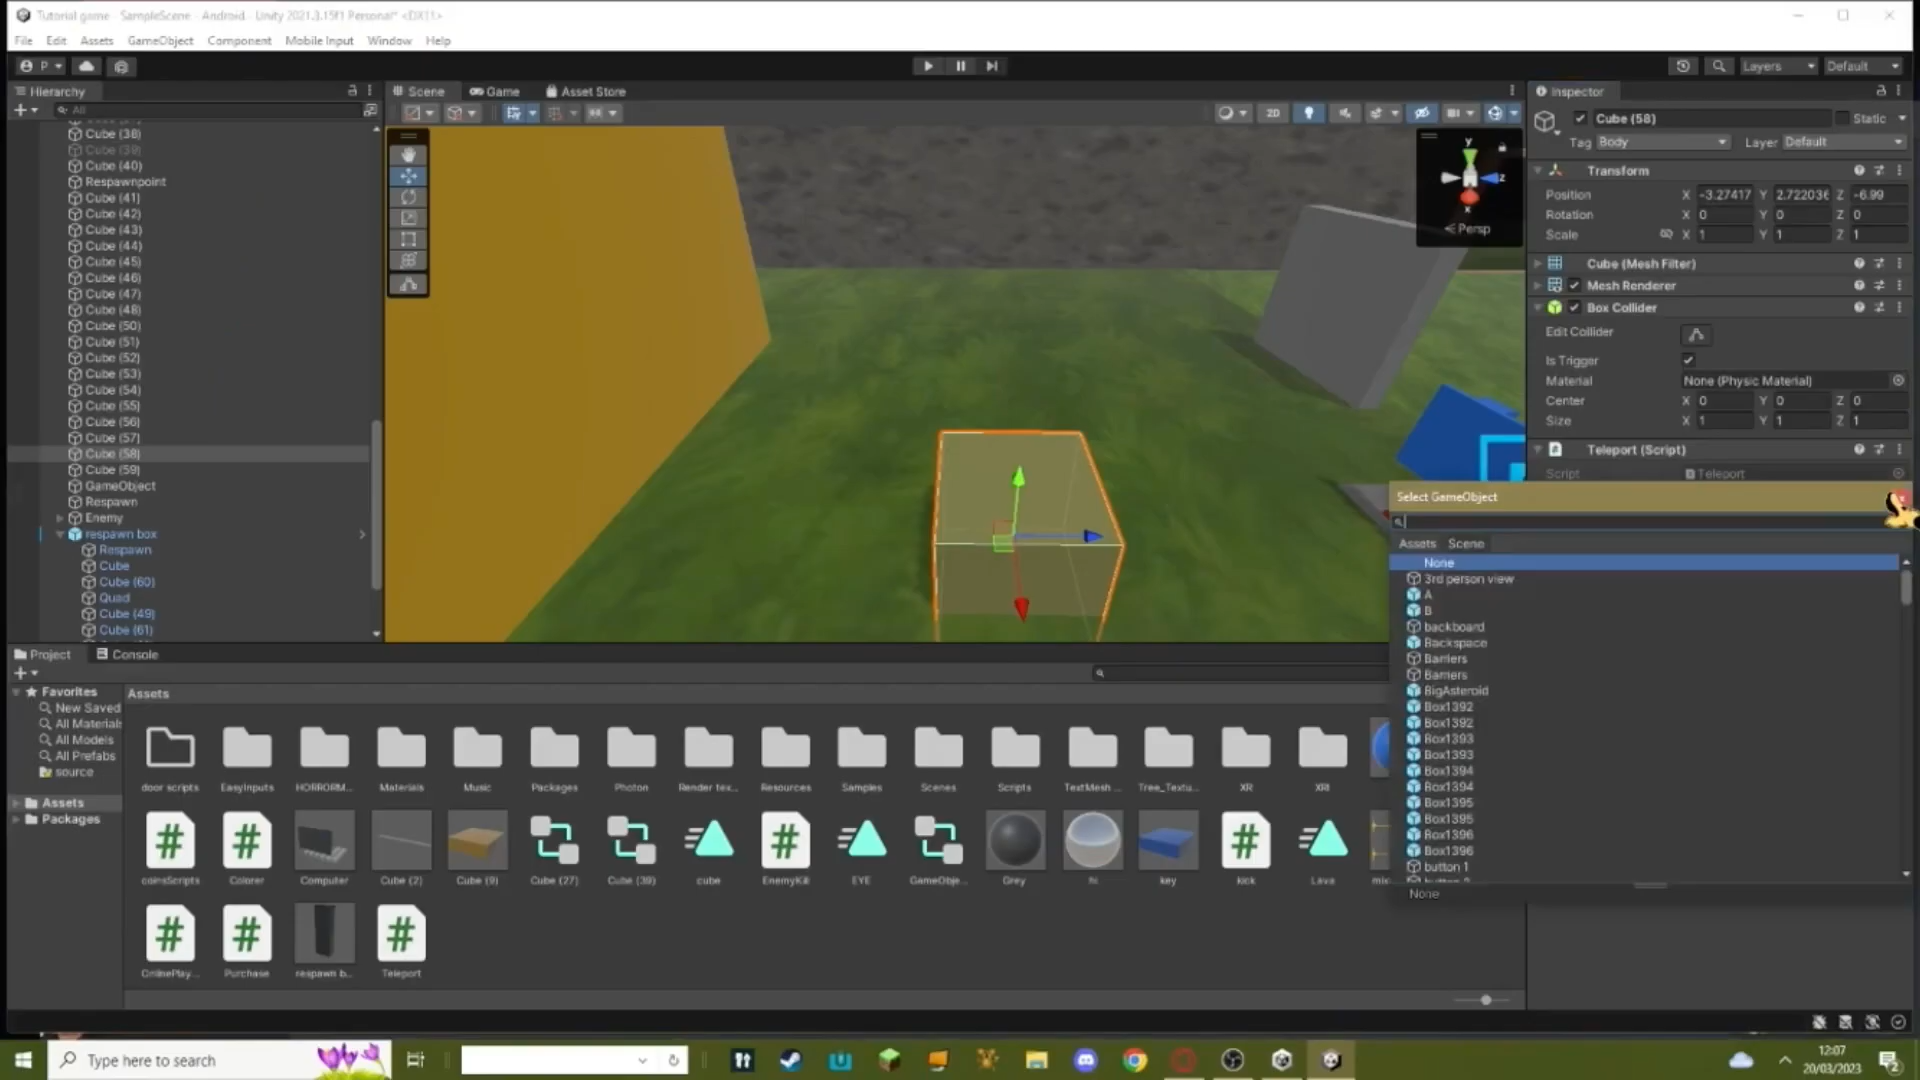 Tutorial game - SampleScene - Android - Unity 2021.3.15f1 Personal* <DX11>
File Edit Assets GameObject Component Mobile Input Window Help
P Layers Default
Hierarchy
All
Cube (38)
Cube (39)
Cube (40)
Respawnpoint
Cube (41)
Cube (42)
Cube (43)
Cube (44)
Cube (45)
Cube (46)
Cube (47)
Cube (48)
Cube (50)
Cube (51)
Cube (52)
Cube (53)
Cube (54)
Cube (55)
Cube (56)
Cube (57)
Cube (58)
Cube (59)
GameObject
Respawn
Enemy
respawn box
Respawn
Cube
Cube (60)
Quad
Cube (49)
Cube (61)
Scene Game Asset Store
2D
y
z
x
< Persp
Inspector
Cube (58) Static
Tag Body Layer Default
Transform
Position X -3.27417 Y 2.722036 Z -6.99
Rotation X 0 Y 0 Z 0
Scale X 1 Y 1 Z 1
Cube (Mesh Filter)
Mesh Renderer
Box Collider
Edit Collider
Is Trigger
Material None (Physic Material)
Center X 0 Y 0 Z 0
Size X 1 Y 1 Z 1
Teleport (Script)
Script Teleport
Select GameObject
Assets Scene
None
3rd person view
A
B
backboard
Backspace
Barriers
Barriers
BigAsteroid
Box1392
Box1392
Box1393
Box1393
Box1394
Box1394
Box1395
Box1395
Box1396
Box1396
button 1
None
Project Console
Favorites
New Saved
All Materials
All Models
All Prefabs
source
Assets
Packages
Assets
door scripts EasyInputs HORRORM... Materials Music Packages Photon Render tex... Resources Samples Scenes Scripts TextMesh ... Tree_Textu... XR XRI
coinsScripts Colorer Computer Cube (2) Cube (9) Cube (27) Cube (39) cube EnemyKill EYE GameObje... Grey hi key kick Lava
OnlinePlay... Purchase respawn b... Teleport
Type here to search
12:07
20/03/2023
2